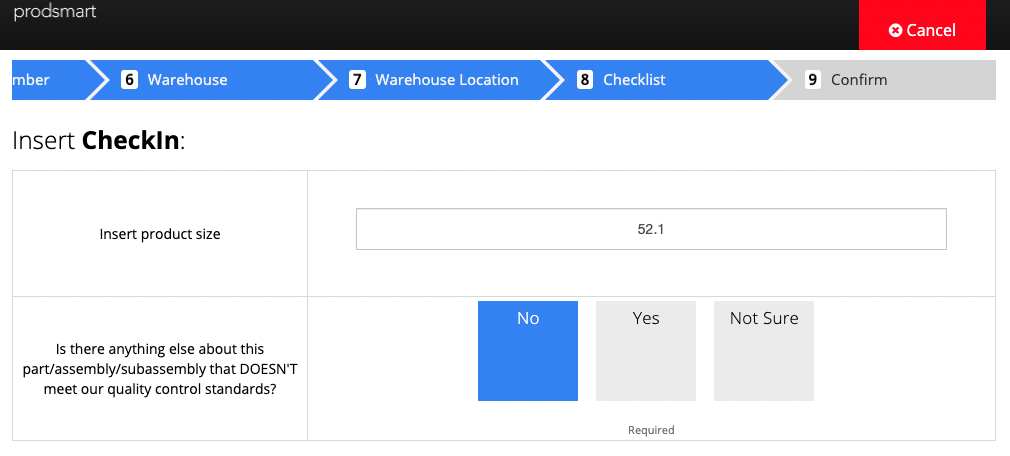 prodsmart
Cancel
mber
6 Warehouse
7 Warehouse Location
8 Checklist
9 Confirm
Insert CheckIn:
Insert product size
52.1
Is there anything else about this
part/assembly/subassembly that DOESN'T
meet our quality control standards?
No
Yes
Not Sure
Required